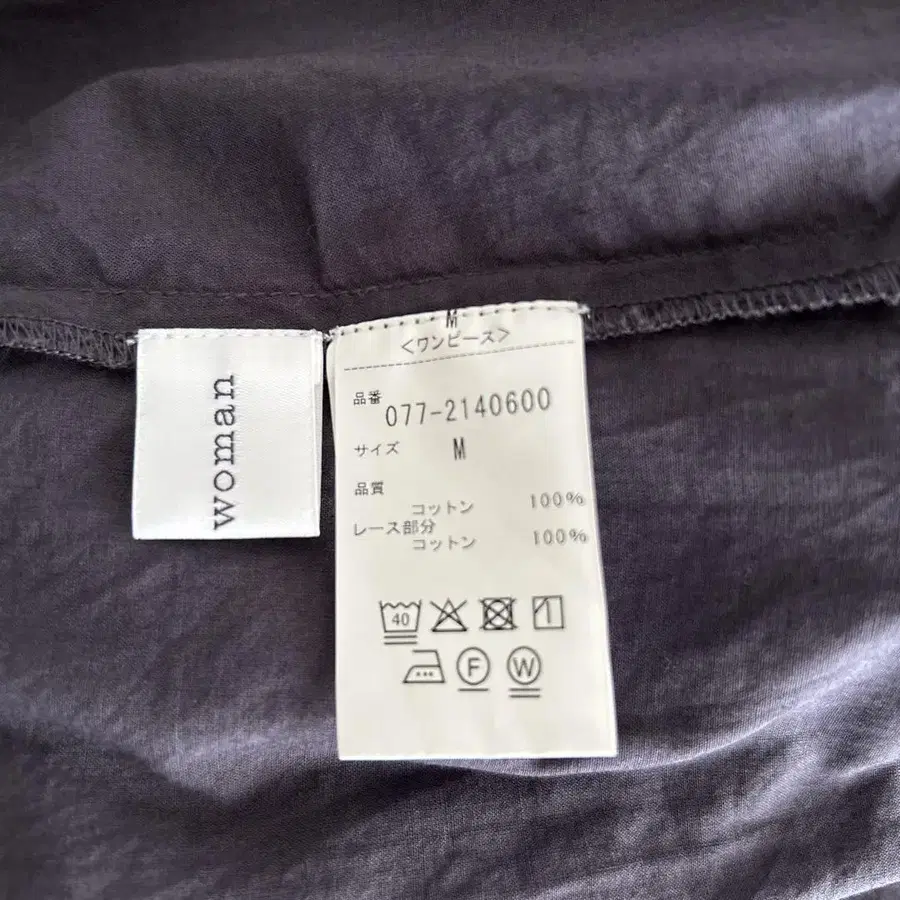 woman
M
<ワンピース>
品番 077-2140600
サイズ M
品質
コットン 100%
レース部分
コットン 100%
40
F W